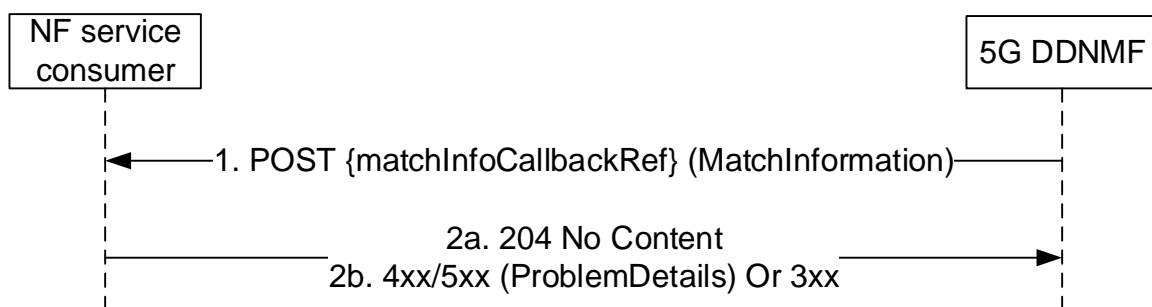 NF service
consumer
5G DDNMF
1. POST {matchInfoCallbackRef} (MatchInformation)
2a. 204 No Content
2b. 4xx/5xx (ProblemDetails) Or 3xx